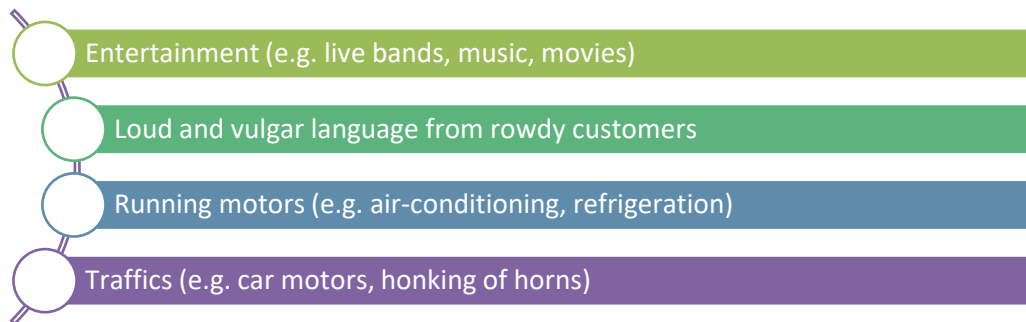 Entertainment (e.g. live bands, music, movies)
Loud and vulgar language from rowdy customers
Running motors (e.g. air-conditioning, refrigeration)
Traffics (e.g. car motors, honking of horns)